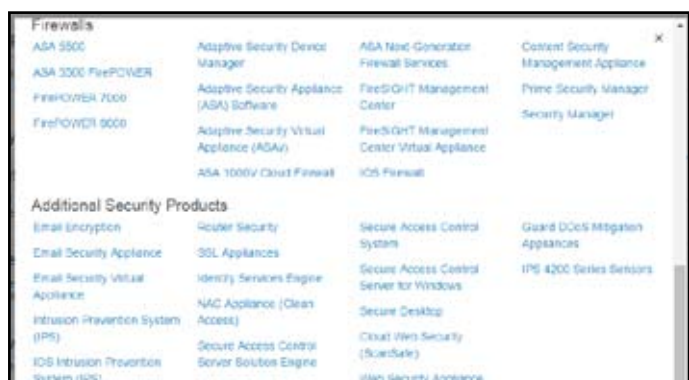 Firewalls
ASA 5500
ASA 5500 FirePOWER
FirePOWER 7000
FirePOWER 8000
Adaptive Security Device
Manager
Adaptive Security Appliance
(ASA) Software
Adaptive Security Virtual
Appliance (ASAv)
ASA 1000V Cloud Firewall
ASA Next-Generation
Firewall Services
FireSIGHT Management
Center
FireSIGHT Management
Center Virtual Appliance
IOS Firewall
Content Security
Management Appliance
Prime Security Manager
Security Manager
×
Additional Security Products
Email Encryption
Email Security Appliance
Email Security Virtual
Appliance
Intrusion Prevention System
(IPS)
IOS Intrusion Prevention
System (IPS)
Router Security
SSL Appliances
Identity Services Engine
NAC Appliance (Clean
Access)
Secure Access Control
Server Solution Engine
Secure Access Control
System
Secure Access Control
Server for Windows
Secure Desktop
Cloud Web Security
(ScanSafe)
Web Security Appliance
Guard DDoS Mitigation
Appliances
IPS 4200 Series Sensors